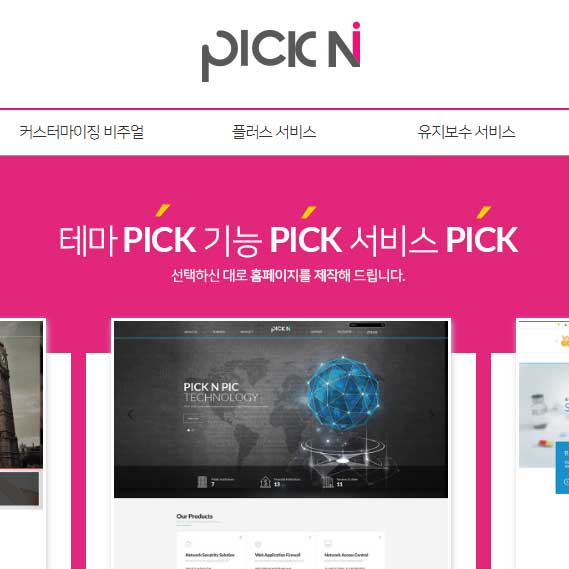 PICK N
커스터마이징 비주얼
플러스 서비스
유지보수 서비스
테마 PICK 기능 PICK 서비스 PICK
선택하신 대로 홈페이지를 제작해 드립니다.
PICK N
PICK N PIC
TECHNOLOGY
7
13
11
Our Products
Network Security Solution
Web Application Firewall
Network Access Control